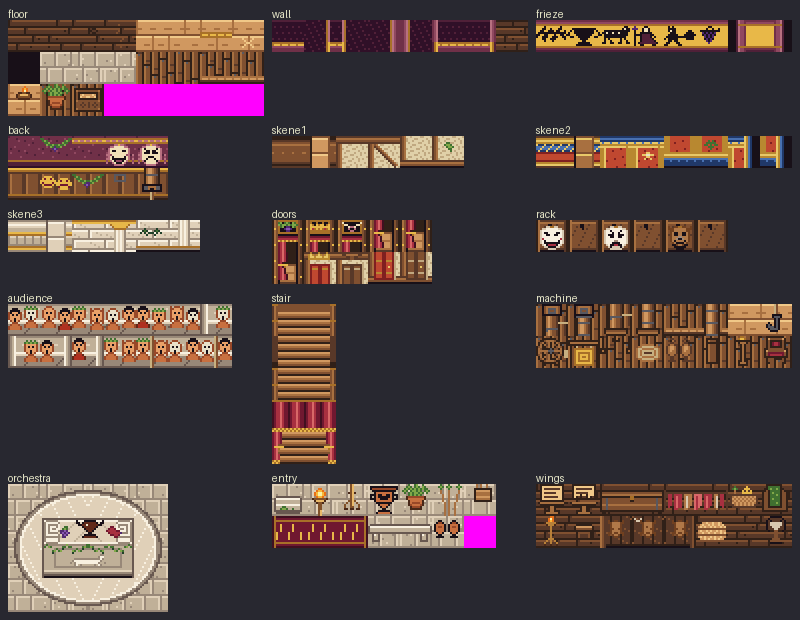 floor
wall
frieze
back
skene1
skene2
skene3
doors
rack
audience
stair
machine
orchestra
entry
wings